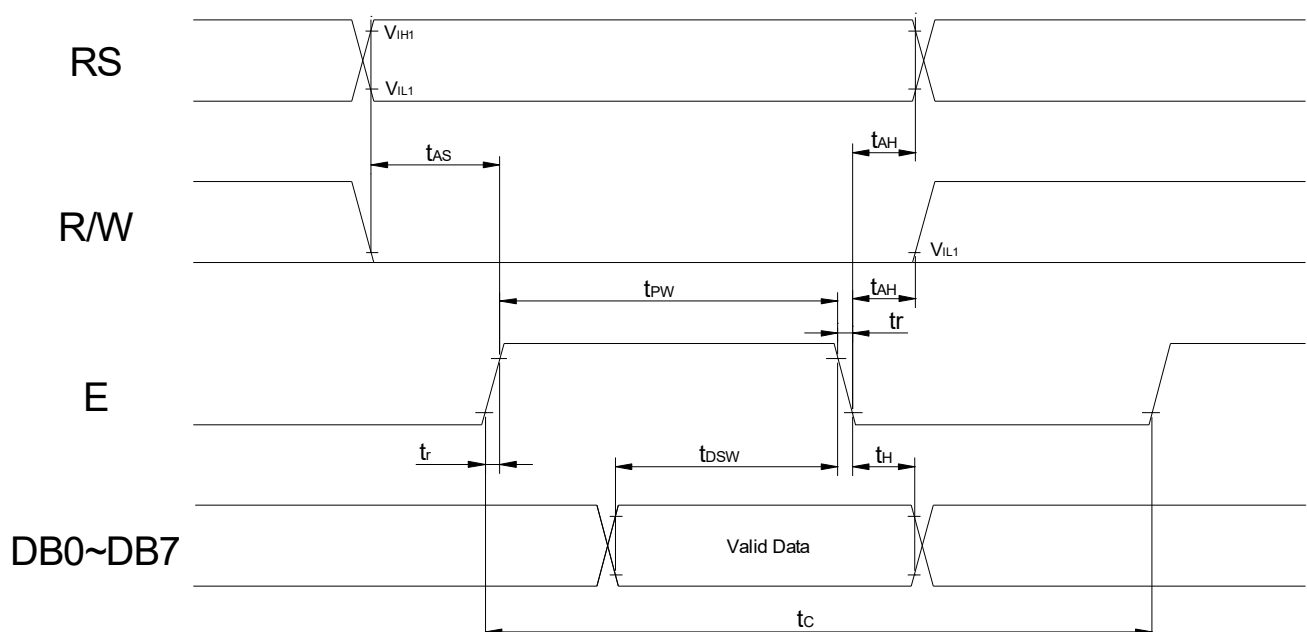 RS
VIH1
VIL1
tAS
tAH
R/W
VIL1
tPW
tAH
tr
E
tr
tDSW
tH
DB0~DB7
Valid Data
tC